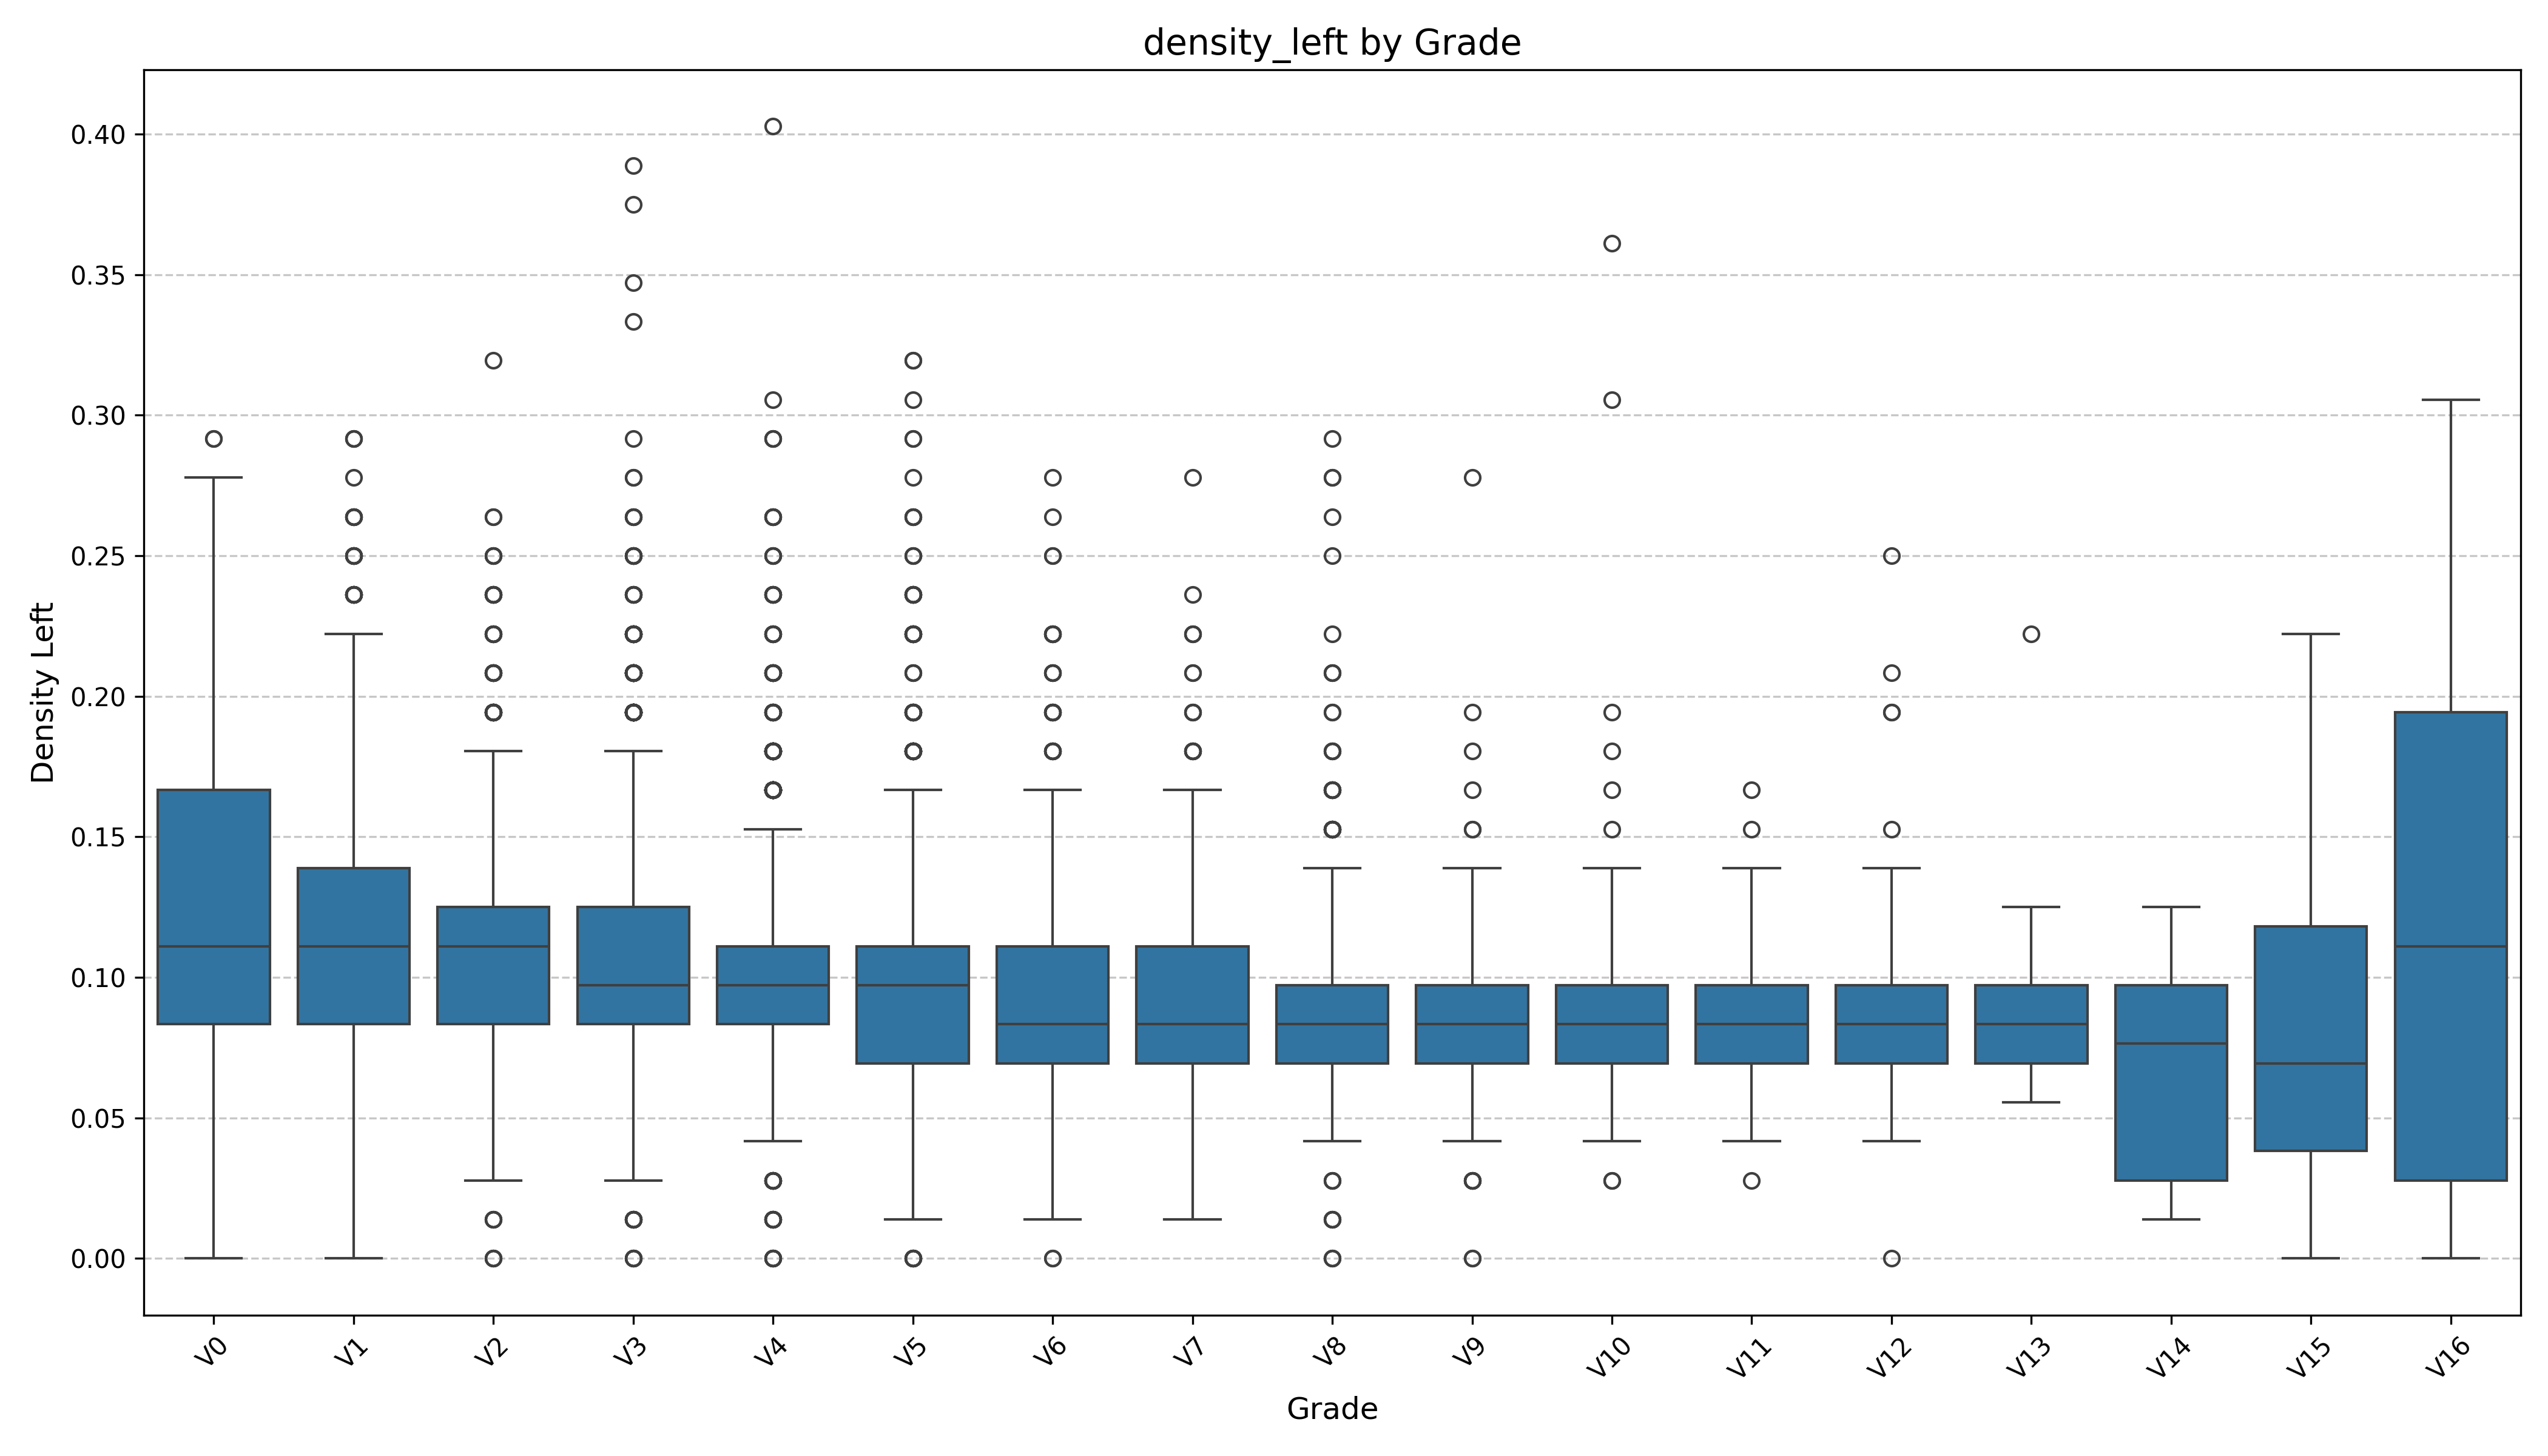 density_left by Grade
Density Left
0.40
0.35
0.30
0.25
0.20
0.15
0.10
0.05
0.00
V0 V1 V2 V3 V4 V5 V6 V7 V8 V9 V10 V11 V12 V13 V14 V15 V16
Grade